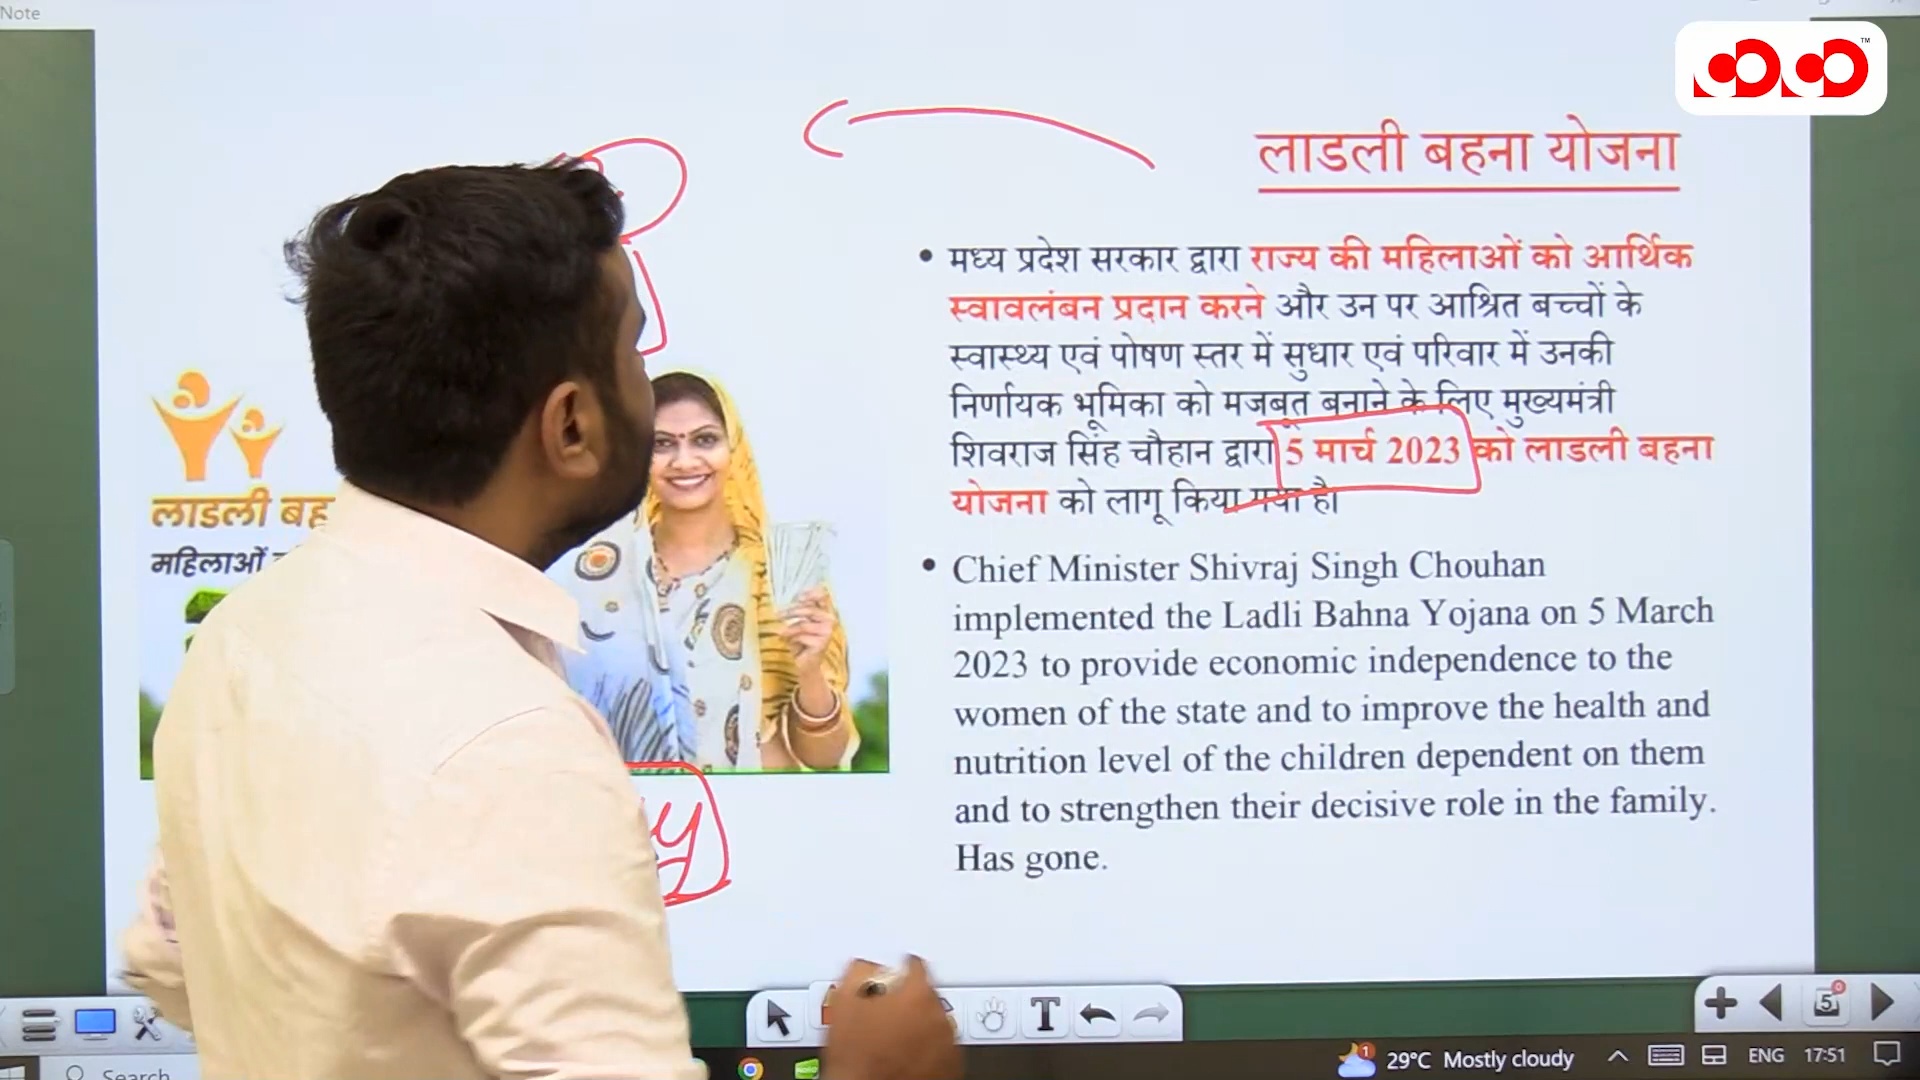 Note
लाडली बहना योजना
• मध्य प्रदेश सरकार द्वारा राज्य की महिलाओं को आर्थिक
स्वावलंबन प्रदान करने और उन पर आश्रित बच्चों के
स्वास्थ्य एवं पोषण स्तर में सुधार एवं परिवार में उनकी
निर्णायक भूमिका को मजबूत बनाने के लिए मुख्यमंत्री
शिवराज सिंह चौहान द्वारा 5 मार्च 2023 को लाडली बहना
योजना को लागू किया गया है।
• Chief Minister Shivraj Singh Chouhan
implemented the Ladli Bahna Yojana on 5 March
2023 to provide economic independence to the
women of the state and to improve the health and
nutrition level of the children dependent on them
and to strengthen their decisive role in the family.
Has gone.
लाडली बह
महिलाओं
T
5
0
Search
1
29°C Mostly cloudy
ENG
17:51
TM